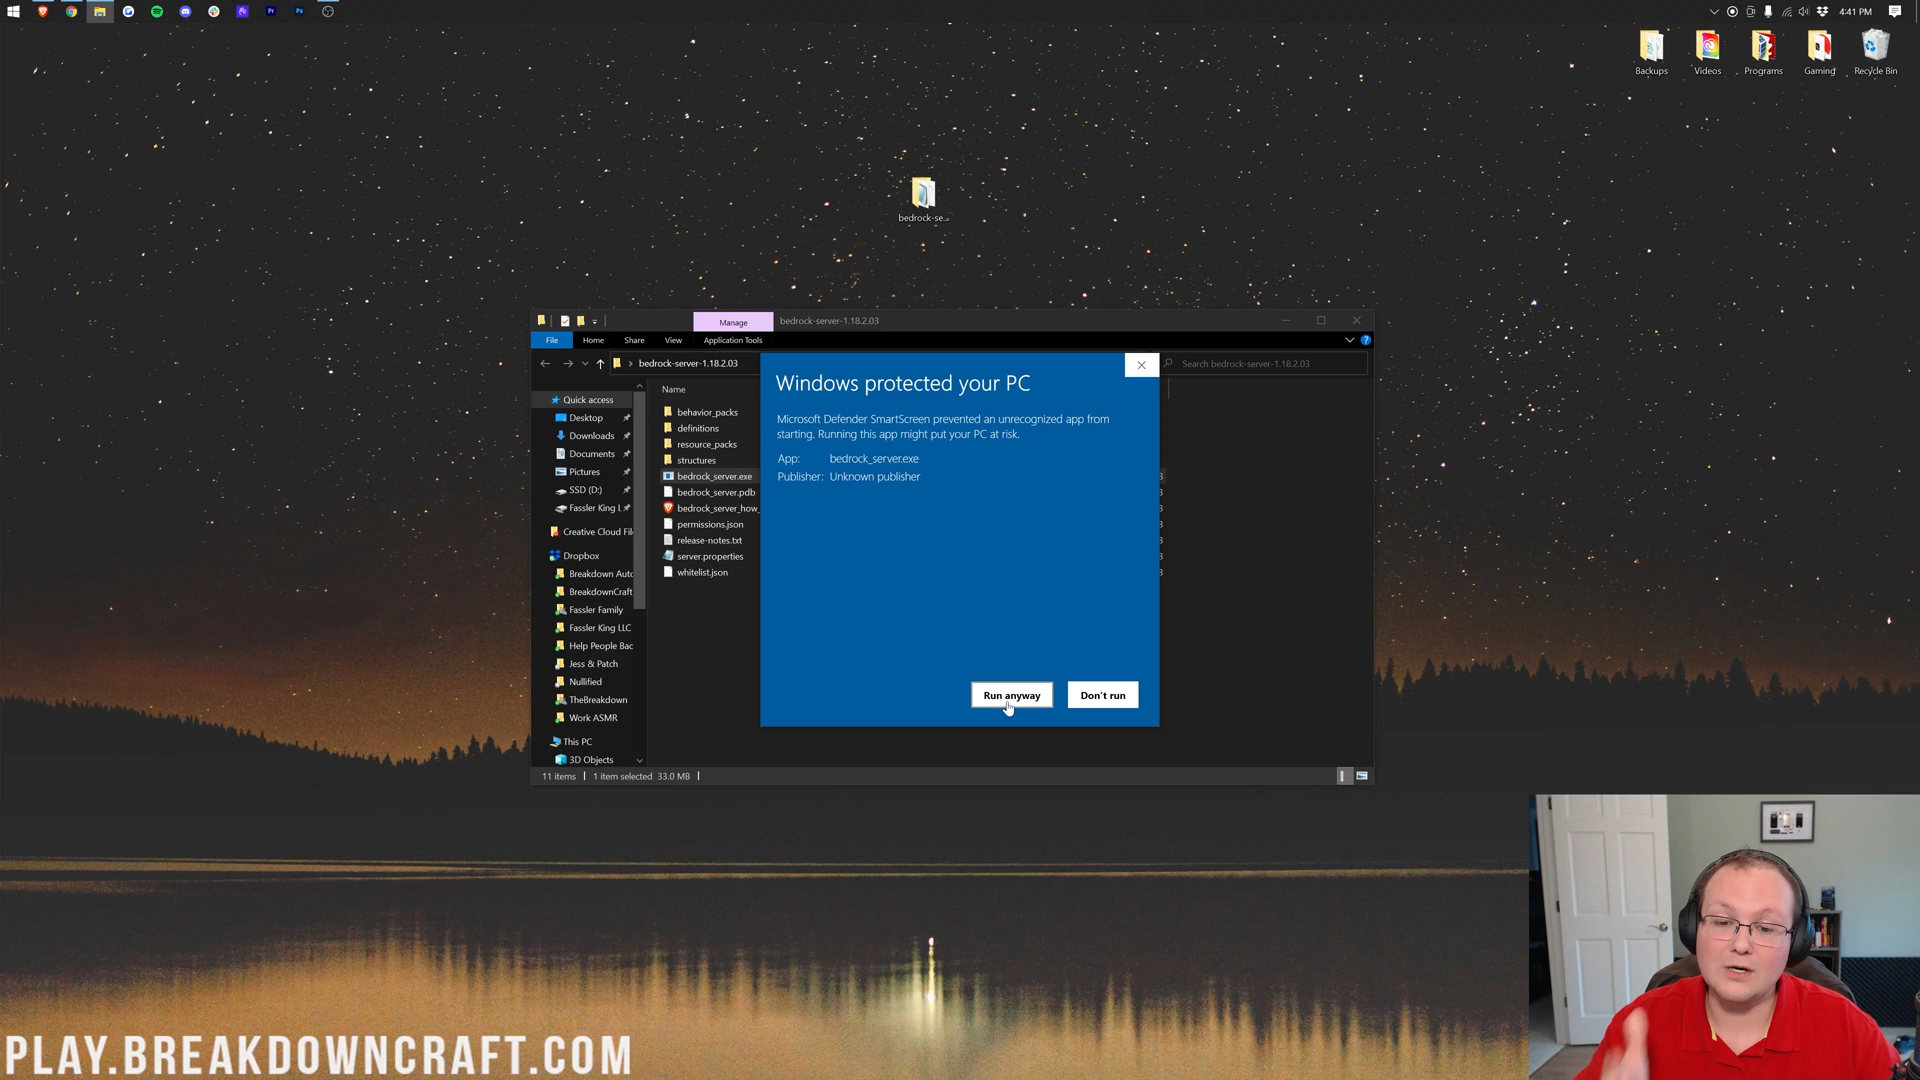 4:41 PM
Backups
Videos
Programs
Gaming
Recycle Bin
bedrock-se...
Manage
bedrock-server-1.18.2.03
File
Home
Share
View
Application Tools
bedrock-server-1.18.2.03
Search bedrock-server-1.18.2.03
Name
Quick access
Desktop
Downloads
Documents
Pictures
SSD (D:)
Fassler King L
Creative Cloud Fil
Dropbox
Breakdown Auto
BreakdownCraft
Fassler Family
Fassler King LLC
Help People Bac
Jess & Patch
Nullified
TheBreakdown
Work ASMR
This PC
3D Objects
behavior_packs
definitions
resource_packs
structures
bedrock_server.exe
bedrock_server.pdb
bedrock_server_how_
permissions.json
release-notes.txt
server.properties
whitelist.json
Windows protected your PC
Microsoft Defender SmartScreen prevented an unrecognized app from
starting. Running this app might put your PC at risk.
App: bedrock_server.exe
Publisher: Unknown publisher
Run anyway
Don't run
11 items
1 item selected 33.0 MB
PLAY.BREAKDOWNCRAFT.COM